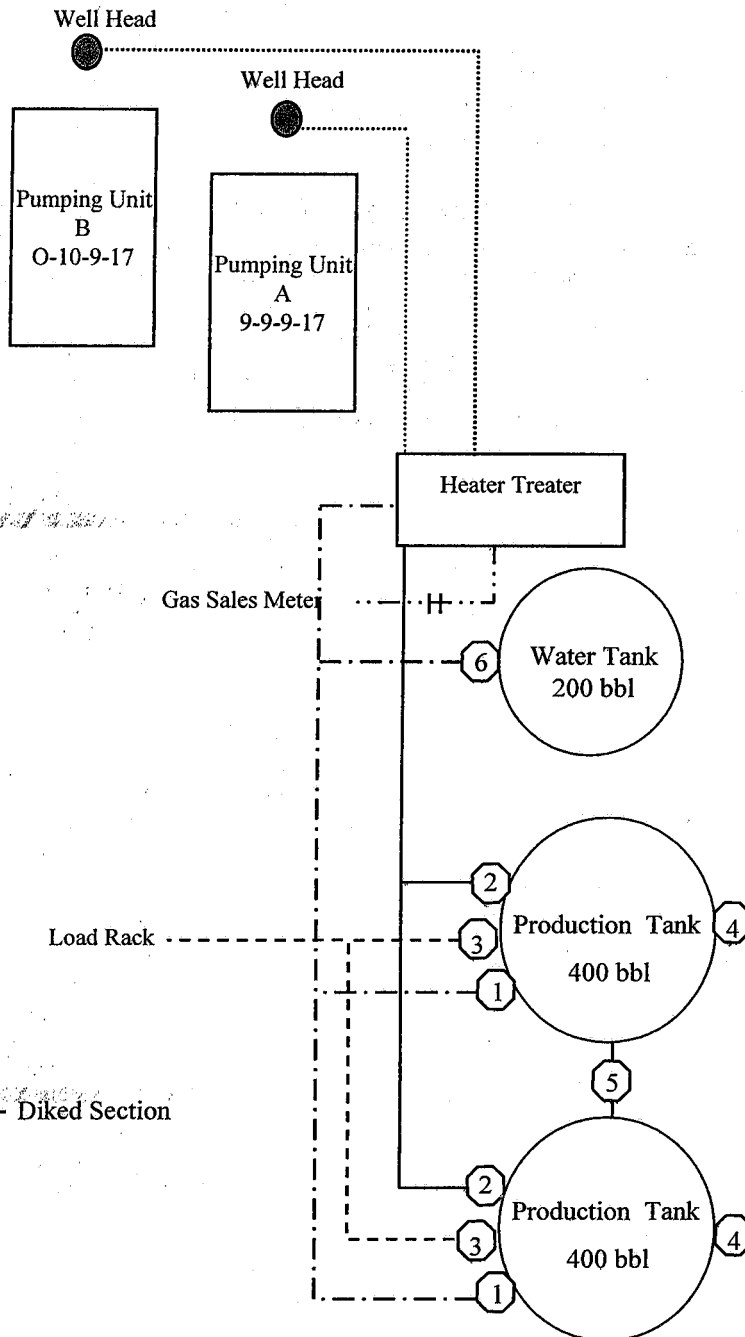 Well Head
Well Head
Pumping Unit
B
O-10-9-17
Pumping Unit
A
9-9-9-17
Heater Treater
Gas Sales Meter
6
Water Tank
200 bbl
2
Load Rack
3
Production Tank
4
400 bbl
1
5
Diked Section
2
Production Tank
3
4
400 bbl
1